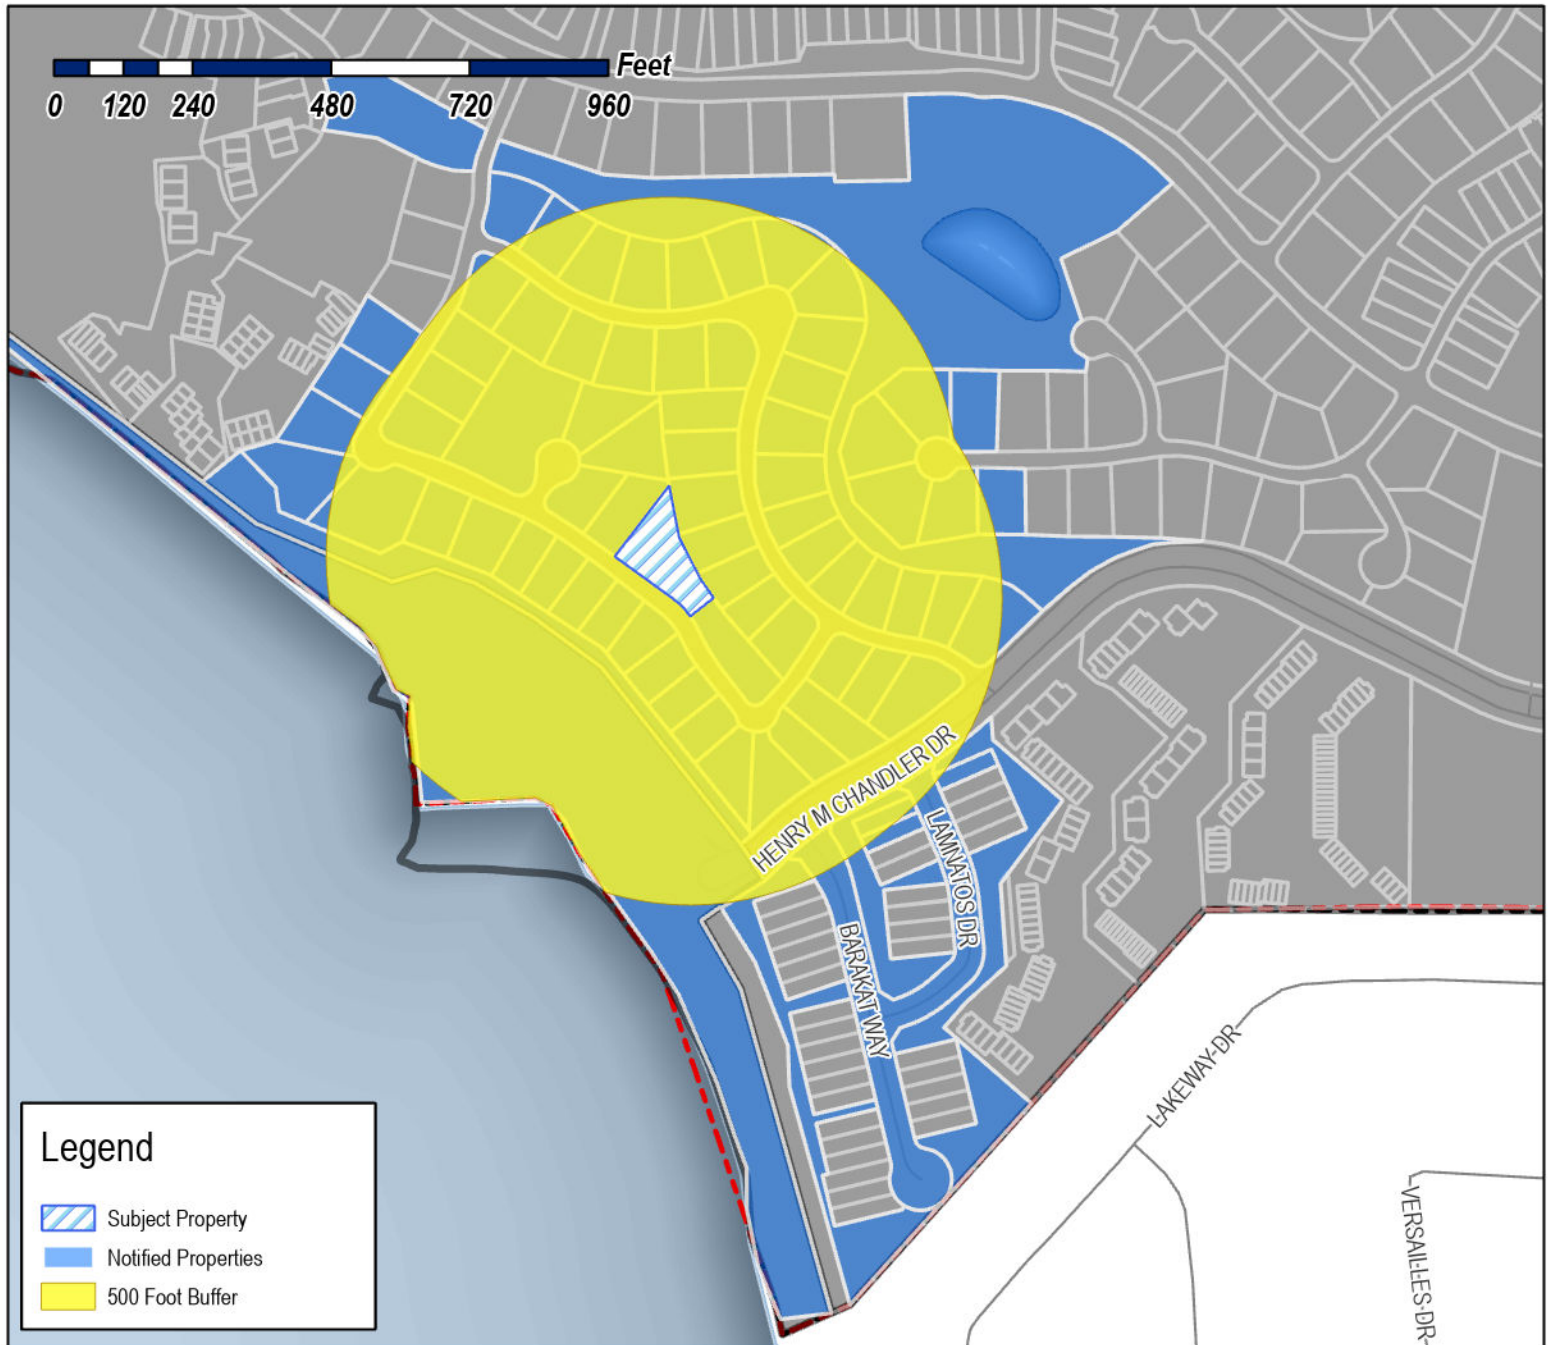 Feet
0 120 240 480 720 960
HENRY M CHANDLER DR
LAMNATOS DR
BARAKAT WAY
LAKEWAY DR
VERSAILLES DR
Legend
Subject Property
Notified Properties
500 Foot Buffer